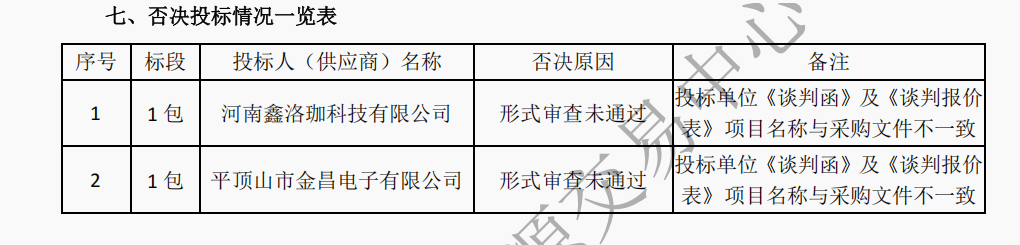 七、否决投标情况一览表
序号 标段 投标人（供应商）名称 否决原因 备注
1 1 包 河南鑫洛珈科技有限公司 形式审查未通过 投标单位《谈判函》及《谈判报价
表》项目名称与采购文件不一致
2 1 包 平顶山市金昌电子有限公司 形式审查未通过 投标单位《谈判函》及《谈判报价
表》项目名称与采购文件不一致
源交易中心